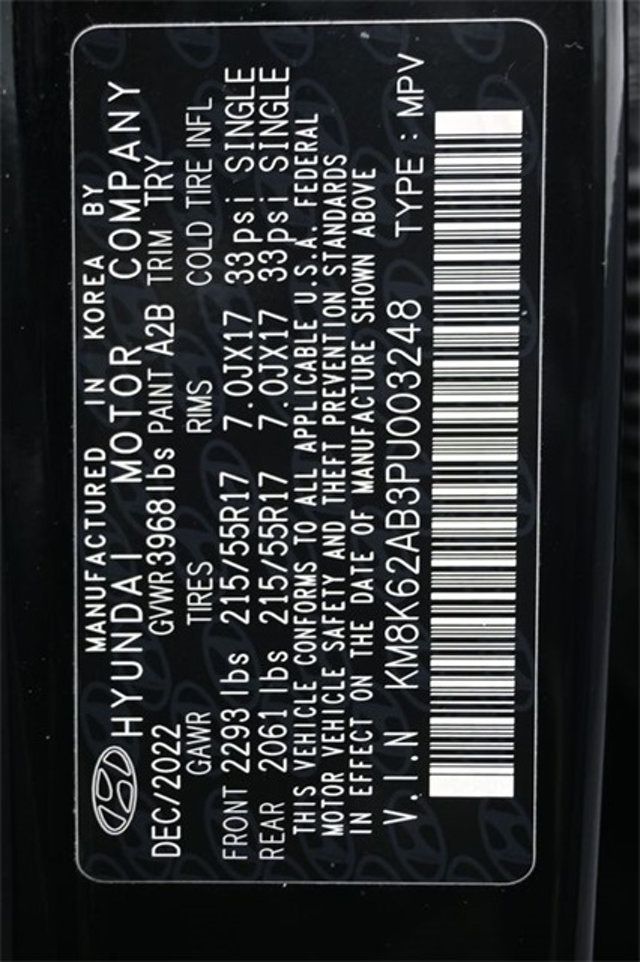 MANUFACTURED IN KOREA BY
HYUNDAI MOTOR COMPANY
DEC/2022 GVWR 3968lbs PAINT A2B TRIM TRY
GAWR TIRES RIMS COLD TIRE INFL
FRONT 2293 lbs 215/55R17 7.0JX17 33psi SINGLE
REAR 2061 lbs 215/55R17 7.0JX17 33psi SINGLE
THIS VEHICLE CONFORMS TO ALL APPLICABLE U.S.A. FEDERAL
MOTOR VEHICLE SAFETY AND THEFT PREVENTION STANDARDS
IN EFFECT ON THE DATE OF MANUFACTURE SHOWN ABOVE
V.I.N KM8K62AB3PU003248 TYPE : MPV